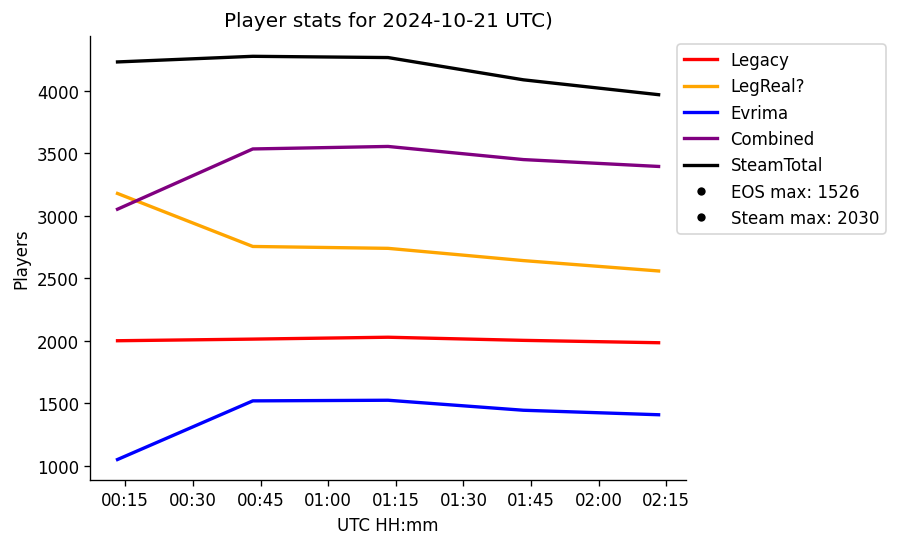 Player stats for 2024-10-21 UTC)
Players
4000
3500
3000
2500
2000
1500
1000
00:15 00:30 00:45 01:00 01:15 01:30 01:45 02:00 02:15
UTC HH:mm
Legacy
LegReal?
Evrima
Combined
SteamTotal
EOS max: 1526
Steam max: 2030